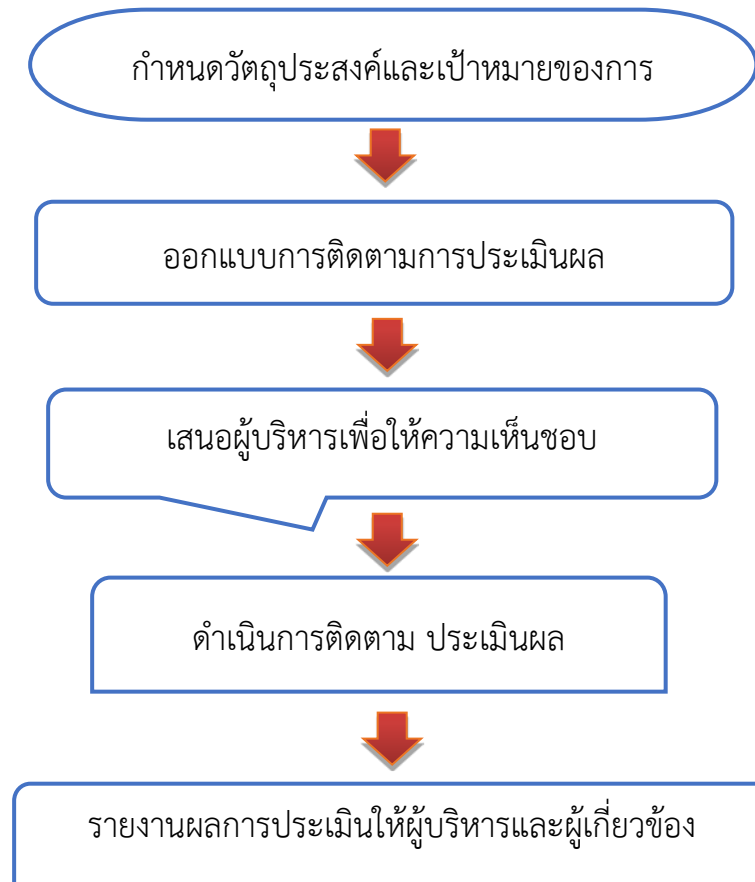 กำหนดวัตถุประสงค์และเป้าหมายของการ
ออกแบบการติดตามการประเมินผล
เสนอผู้บริหารเพื่อให้ความเห็นชอบ
ดำเนินการติดตาม ประเมินผล
รายงานผลการประเมินให้ผู้บริหารและผู้เกี่ยวข้อง